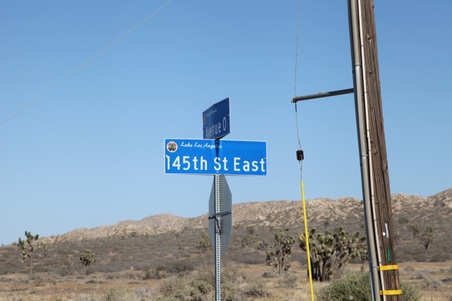 Avenue O
Lake Los Angeles
145th St East